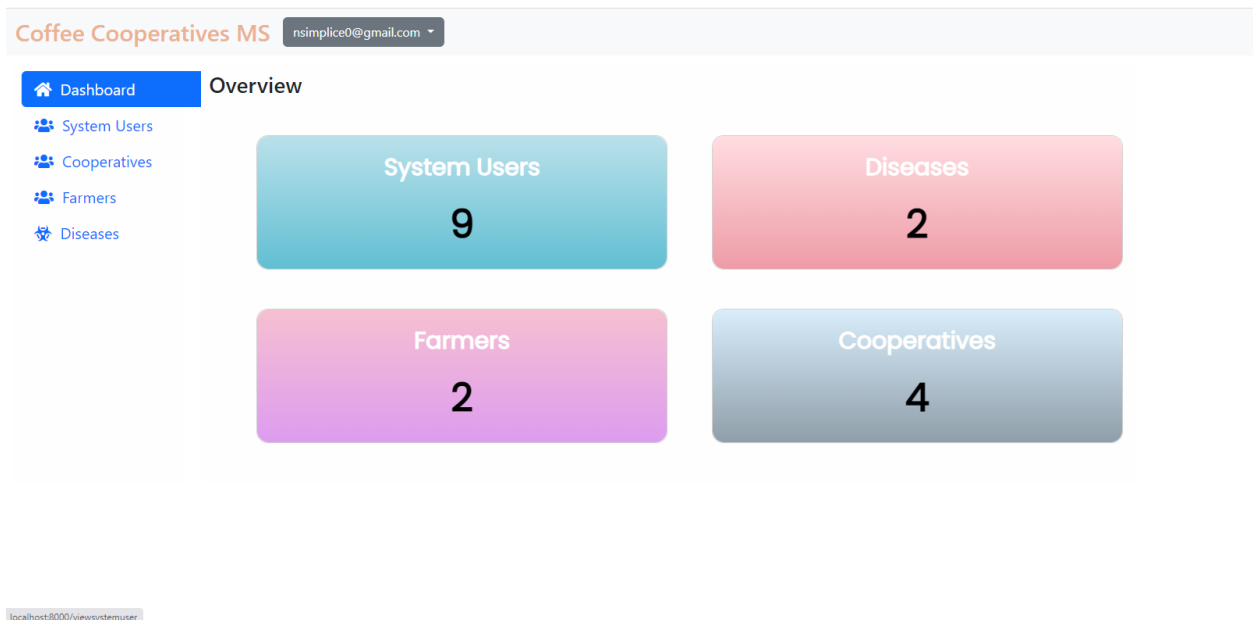 Coffee Cooperatives MS nsimplice0@gmail.com
Dashboard
System Users
Cooperatives
Farmers
Diseases
Overview
System Users
9
Diseases
2
Farmers
2
Cooperatives
4
localhost:8000/viewsystemuser